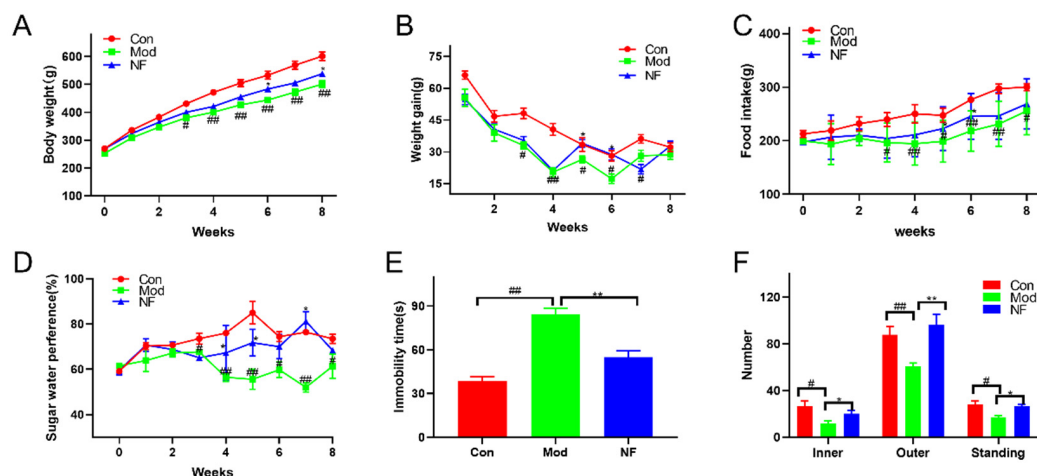 A
Con
Mod
NF
Body weight(g)
600
500
400
300
200
100
0 2 4 6 8
Weeks
* *
# ## ## ## ## ##
B
Con
Mod
NF
Weight gain(g)
75
60
45
30
15
2 4 6 8
Weeks
* *
# ## # # #
C
Con
Mod
NF
Food intake(g)
400
300
200
100
0 2 4 6 8
weeks
* *
# ## # ## ## #
D
Con
Mod
NF
Sugar water perference(%)
100
80
60
40
0 2 4 6 8
Weeks
* * *
# # ## ## # ## #
E
Immobility time(s)
90
60
30
0
## **
Con Mod NF
F
Con
Mod
NF
Number
120
80
40
0
# *
## **
# *
Inner Outer Standing